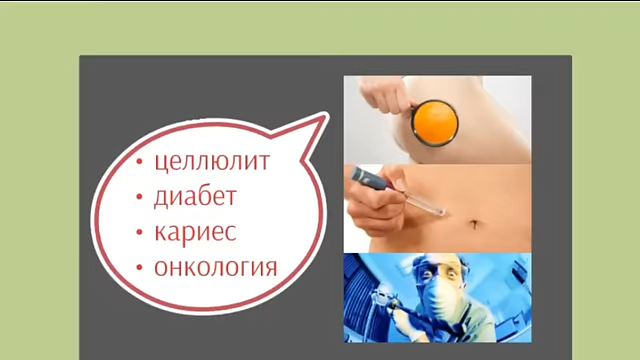 • целлюлит
• диабет
• кариес
• онкология